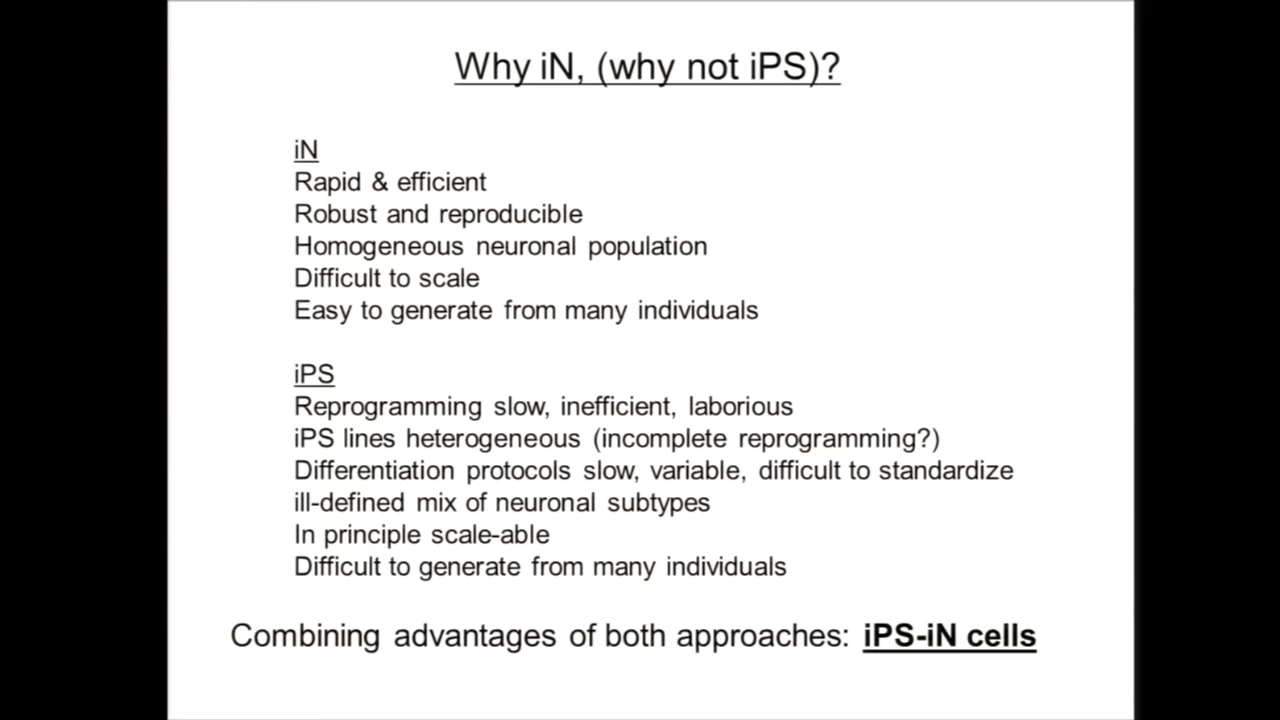 Why iN, (why not iPS)?
iN
Rapid & efficient
Robust and reproducible
Homogeneous neuronal population
Difficult to scale
Easy to generate from many individuals
iPS
Reprogramming slow, inefficient, laborious
iPS lines heterogeneous (incomplete reprogramming?)
Differentiation protocols slow, variable, difficult to standardize
ill-defined mix of neuronal subtypes
In principle scale-able
Difficult to generate from many individuals
Combining advantages of both approaches: iPS-iN cells